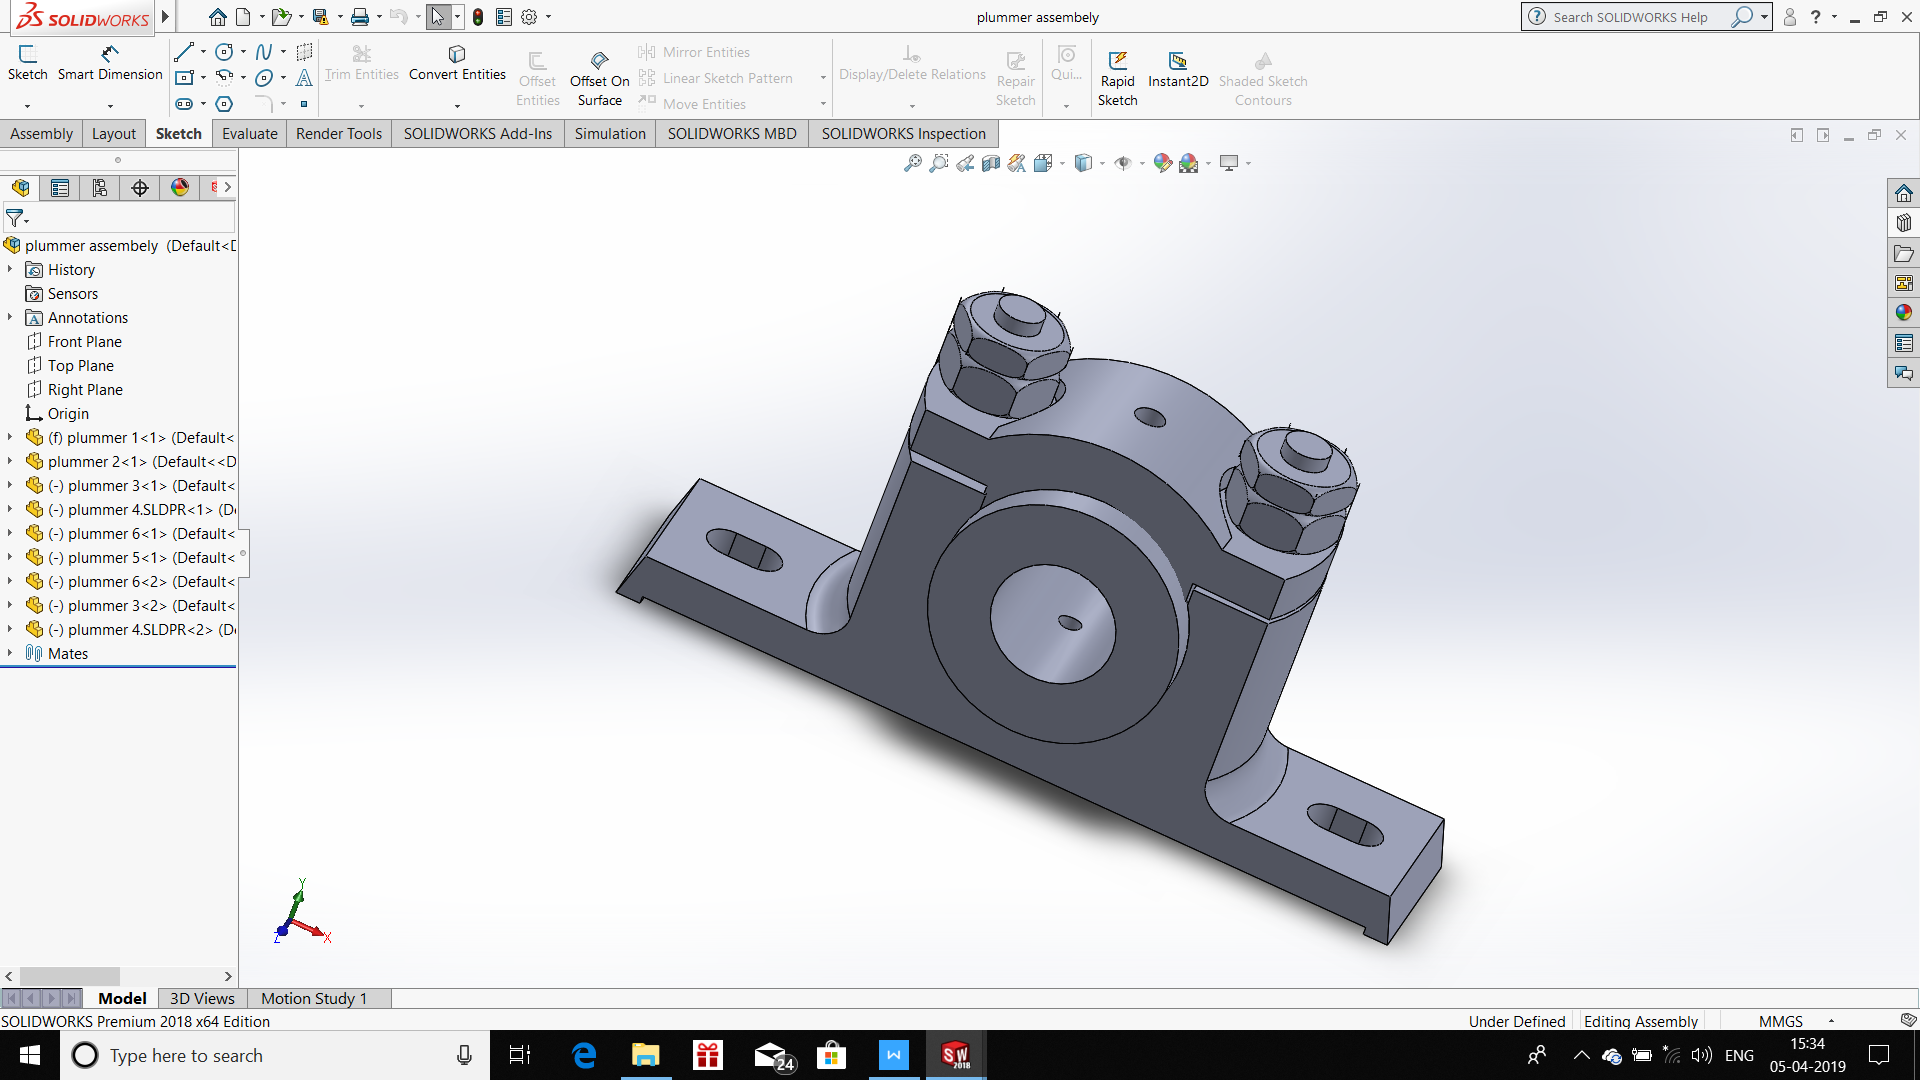 SOLIDWORKS
plummer assembely
Search SOLIDWORKS Help
?
Sketch
Smart Dimension
Trim Entities
Convert Entities
Offset Entities
Offset On Surface
Mirror Entities
Linear Sketch Pattern
Move Entities
Display/Delete Relations
Repair Sketch
Qui...
Rapid Sketch
Instant2D
Shaded Sketch Contours
Assembly
Layout
Sketch
Evaluate
Render Tools
SOLIDWORKS Add-Ins
Simulation
SOLIDWORKS MBD
SOLIDWORKS Inspection
plummer assembely (Default<D
History
Sensors
Annotations
Front Plane
Top Plane
Right Plane
Origin
(f) plummer 1<1> (Default<
plummer 2<1> (Default<<D
(-) plummer 3<1> (Default<
(-) plummer 4.SLDPR<1> (De
(-) plummer 6<1> (Default<
(-) plummer 5<1> (Default<
(-) plummer 6<2> (Default<
(-) plummer 3<2> (Default<
(-) plummer 4.SLDPR<2> (De
Mates
Y
Z
X
Model
3D Views
Motion Study 1
SOLIDWORKS Premium 2018 x64 Edition
Under Defined
Editing Assembly
MMGS
Type here to search
24
W
SW
2018
ENG
15:34
05-04-2019